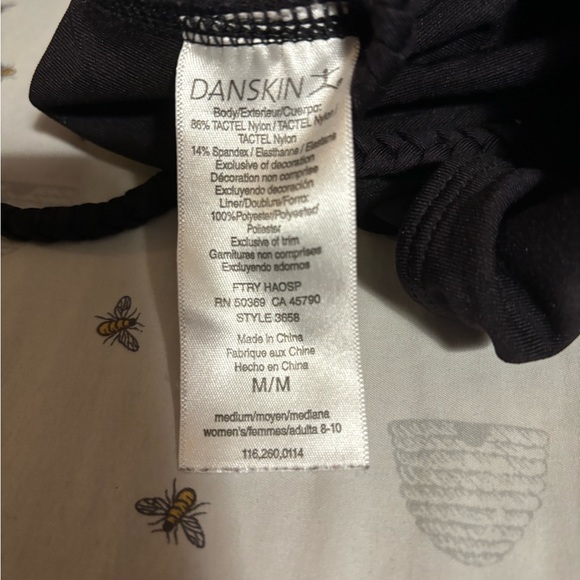 DANSKIN
Body/Exterieur/Cuerpo:
86% TACTEL Nylon / TACTEL Nylon /
TACTEL Nylon
14% Spandex / Elasthanne / Elastana
Exclusive of decoration
Décoration non comprise
Excluyendo decoración
Liner/Doublure/Forro:
100%Polyester/Polyester/
Poliester
Exclusive of trim
Garnitures non comprises
Excluyendo adornos
FTRY HAOSP
RN 50369 CA 45790
STYLE 3658
Made in China
Fabrique aux Chine
Hecho en China
M/M
medium/moyen/mediana
women's/femmes/adulta 8-10
116,260,0114